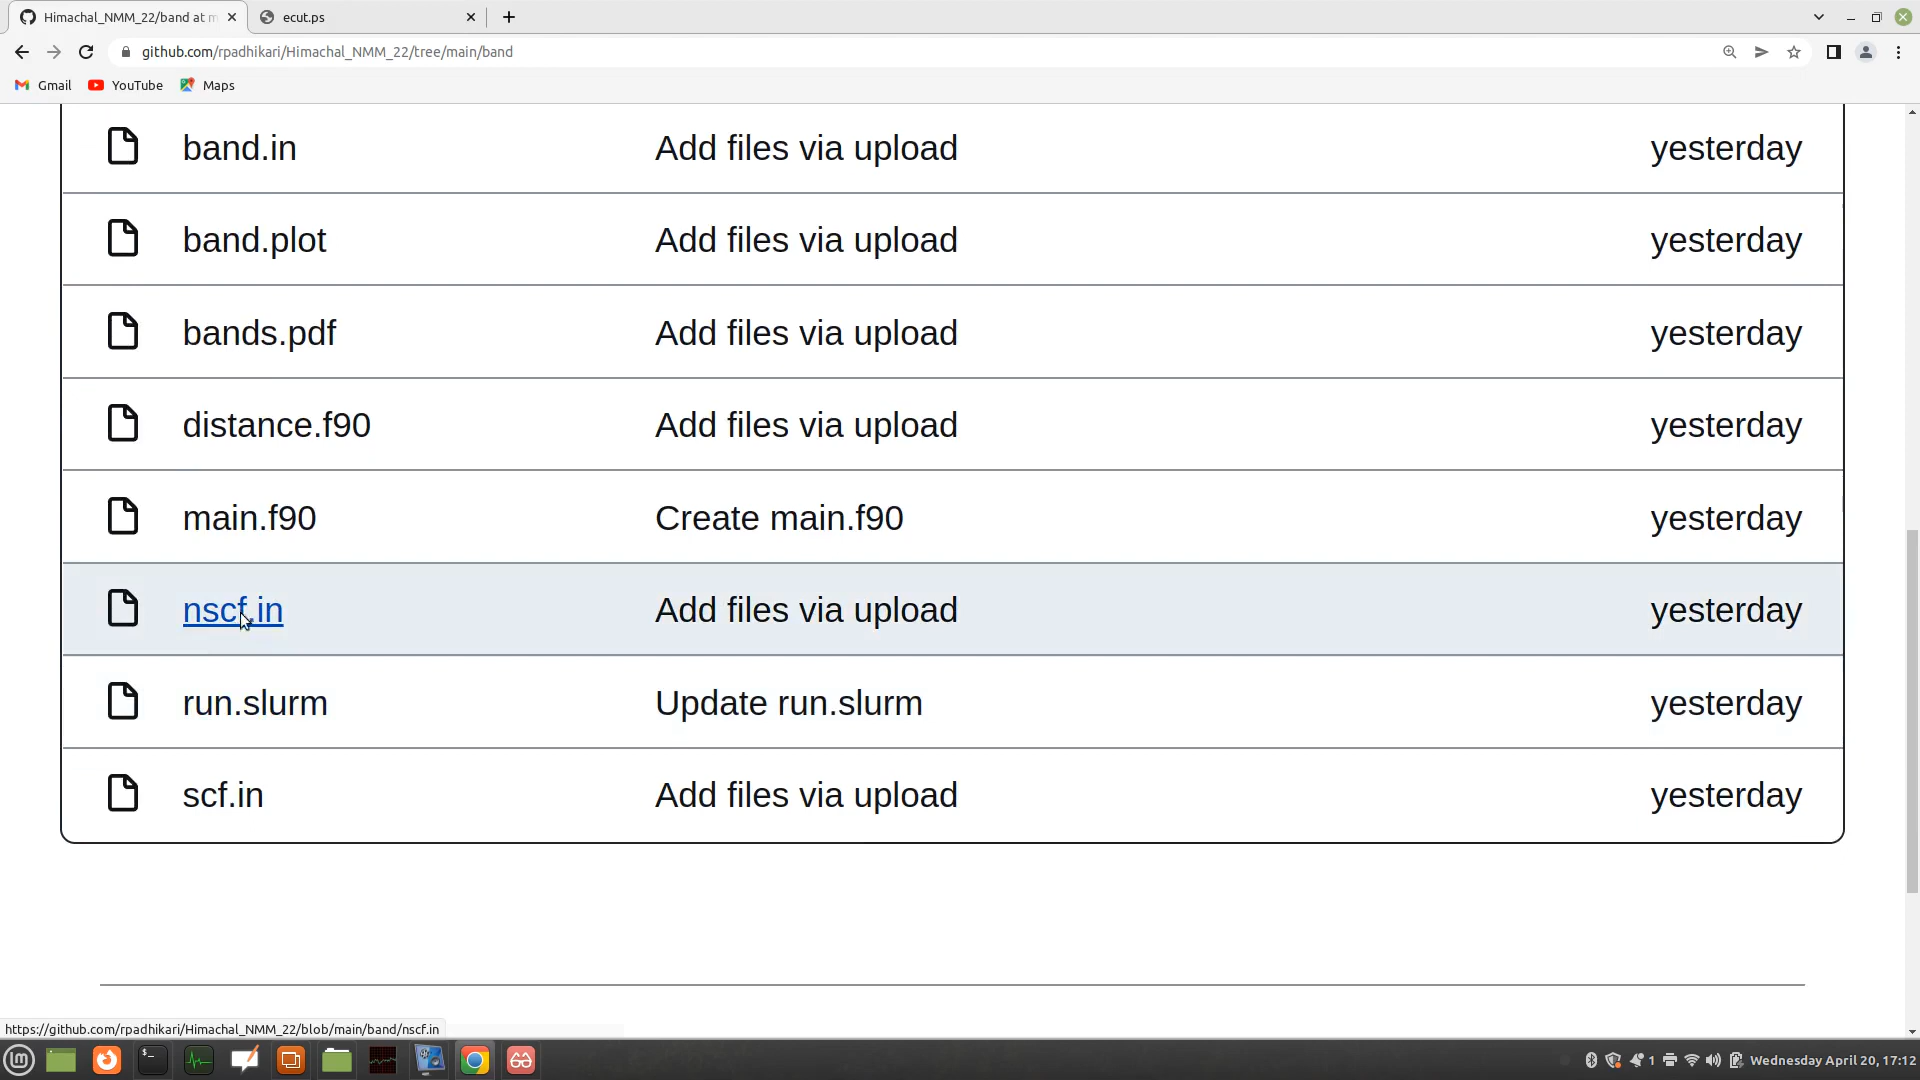 Himachal_NMM_22/band at m
ecut.ps
github.com/rpadhikari/Himachal_NMM_22/tree/main/band
Gmail YouTube Maps
band.in Add files via upload yesterday
band.plot Add files via upload yesterday
bands.pdf Add files via upload yesterday
distance.f90 Add files via upload yesterday
main.f90 Create main.f90 yesterday
nscf.in Add files via upload yesterday
run.slurm Update run.slurm yesterday
scf.in Add files via upload yesterday
https://github.com/rpadhikari/Himachal_NMM_22/blob/main/band/nscf.in
1 Wednesday April 20, 17:12